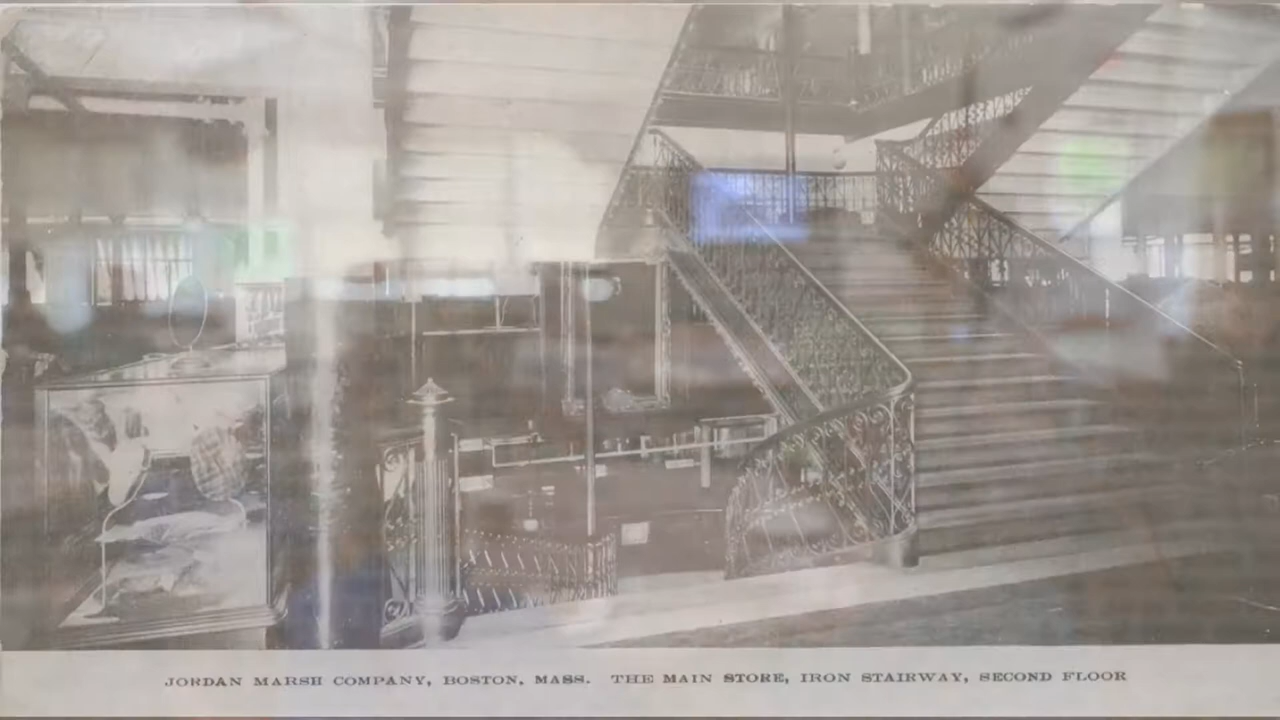 JORDAN MARSH COMPANY, BOSTON, MASS. THE MAIN STORE, IRON STAIRWAY, SECOND FLOOR